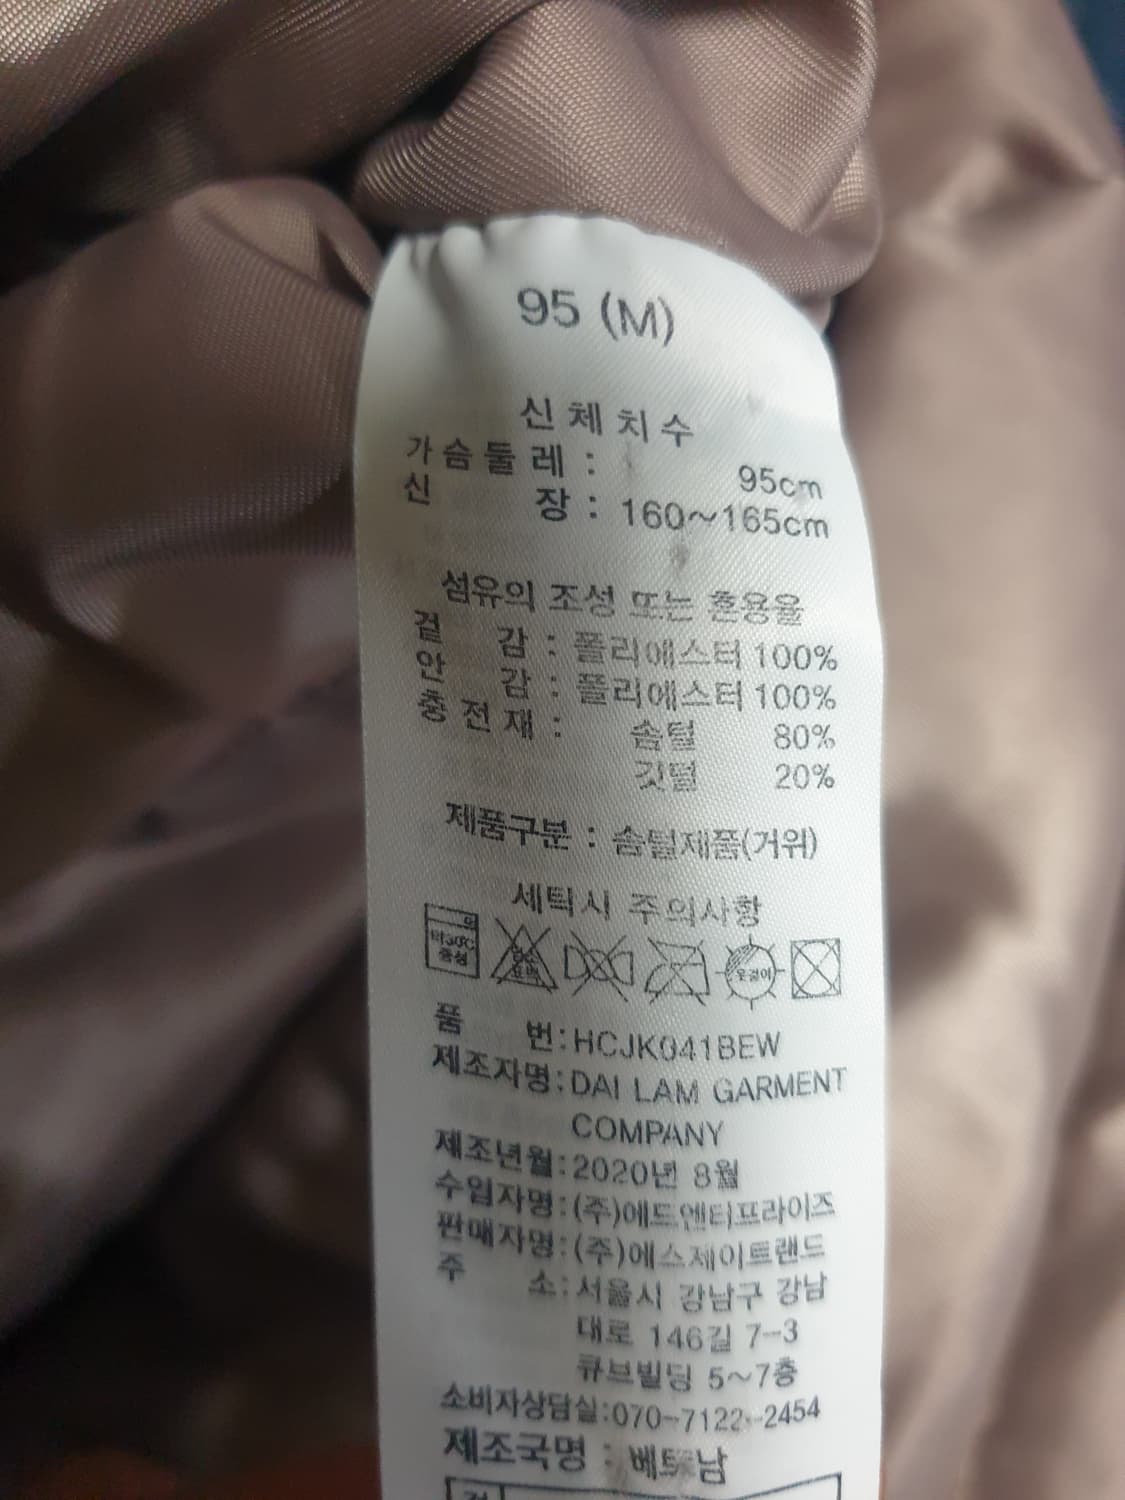 95 (M)
신체치수
가슴둘레 : 95cm
신 장 : 160~165cm
섬유의 조성 또는 혼용율
겉 감 : 폴리에스터 100%
안 감 : 폴리에스터 100%
충전재 : 솜털 80%
깃털 20%
제품구분 : 솜털제품(거위)
세탁시 주의사항
약30℃
중성
옷걸이
품 번:HCJK041BEW
제조자명:DAI LAM GARMENT
COMPANY
제조년월:2020년 8월
수입자명:(주)에드엔터프라이즈
판매자명:(주)에스제이트랜드
주 소:서울시 강남구 강남
대로 146길 7-3
큐브빌딩 5~7층
소비자상담실:070-7122-2454
제조국명 : 베트남